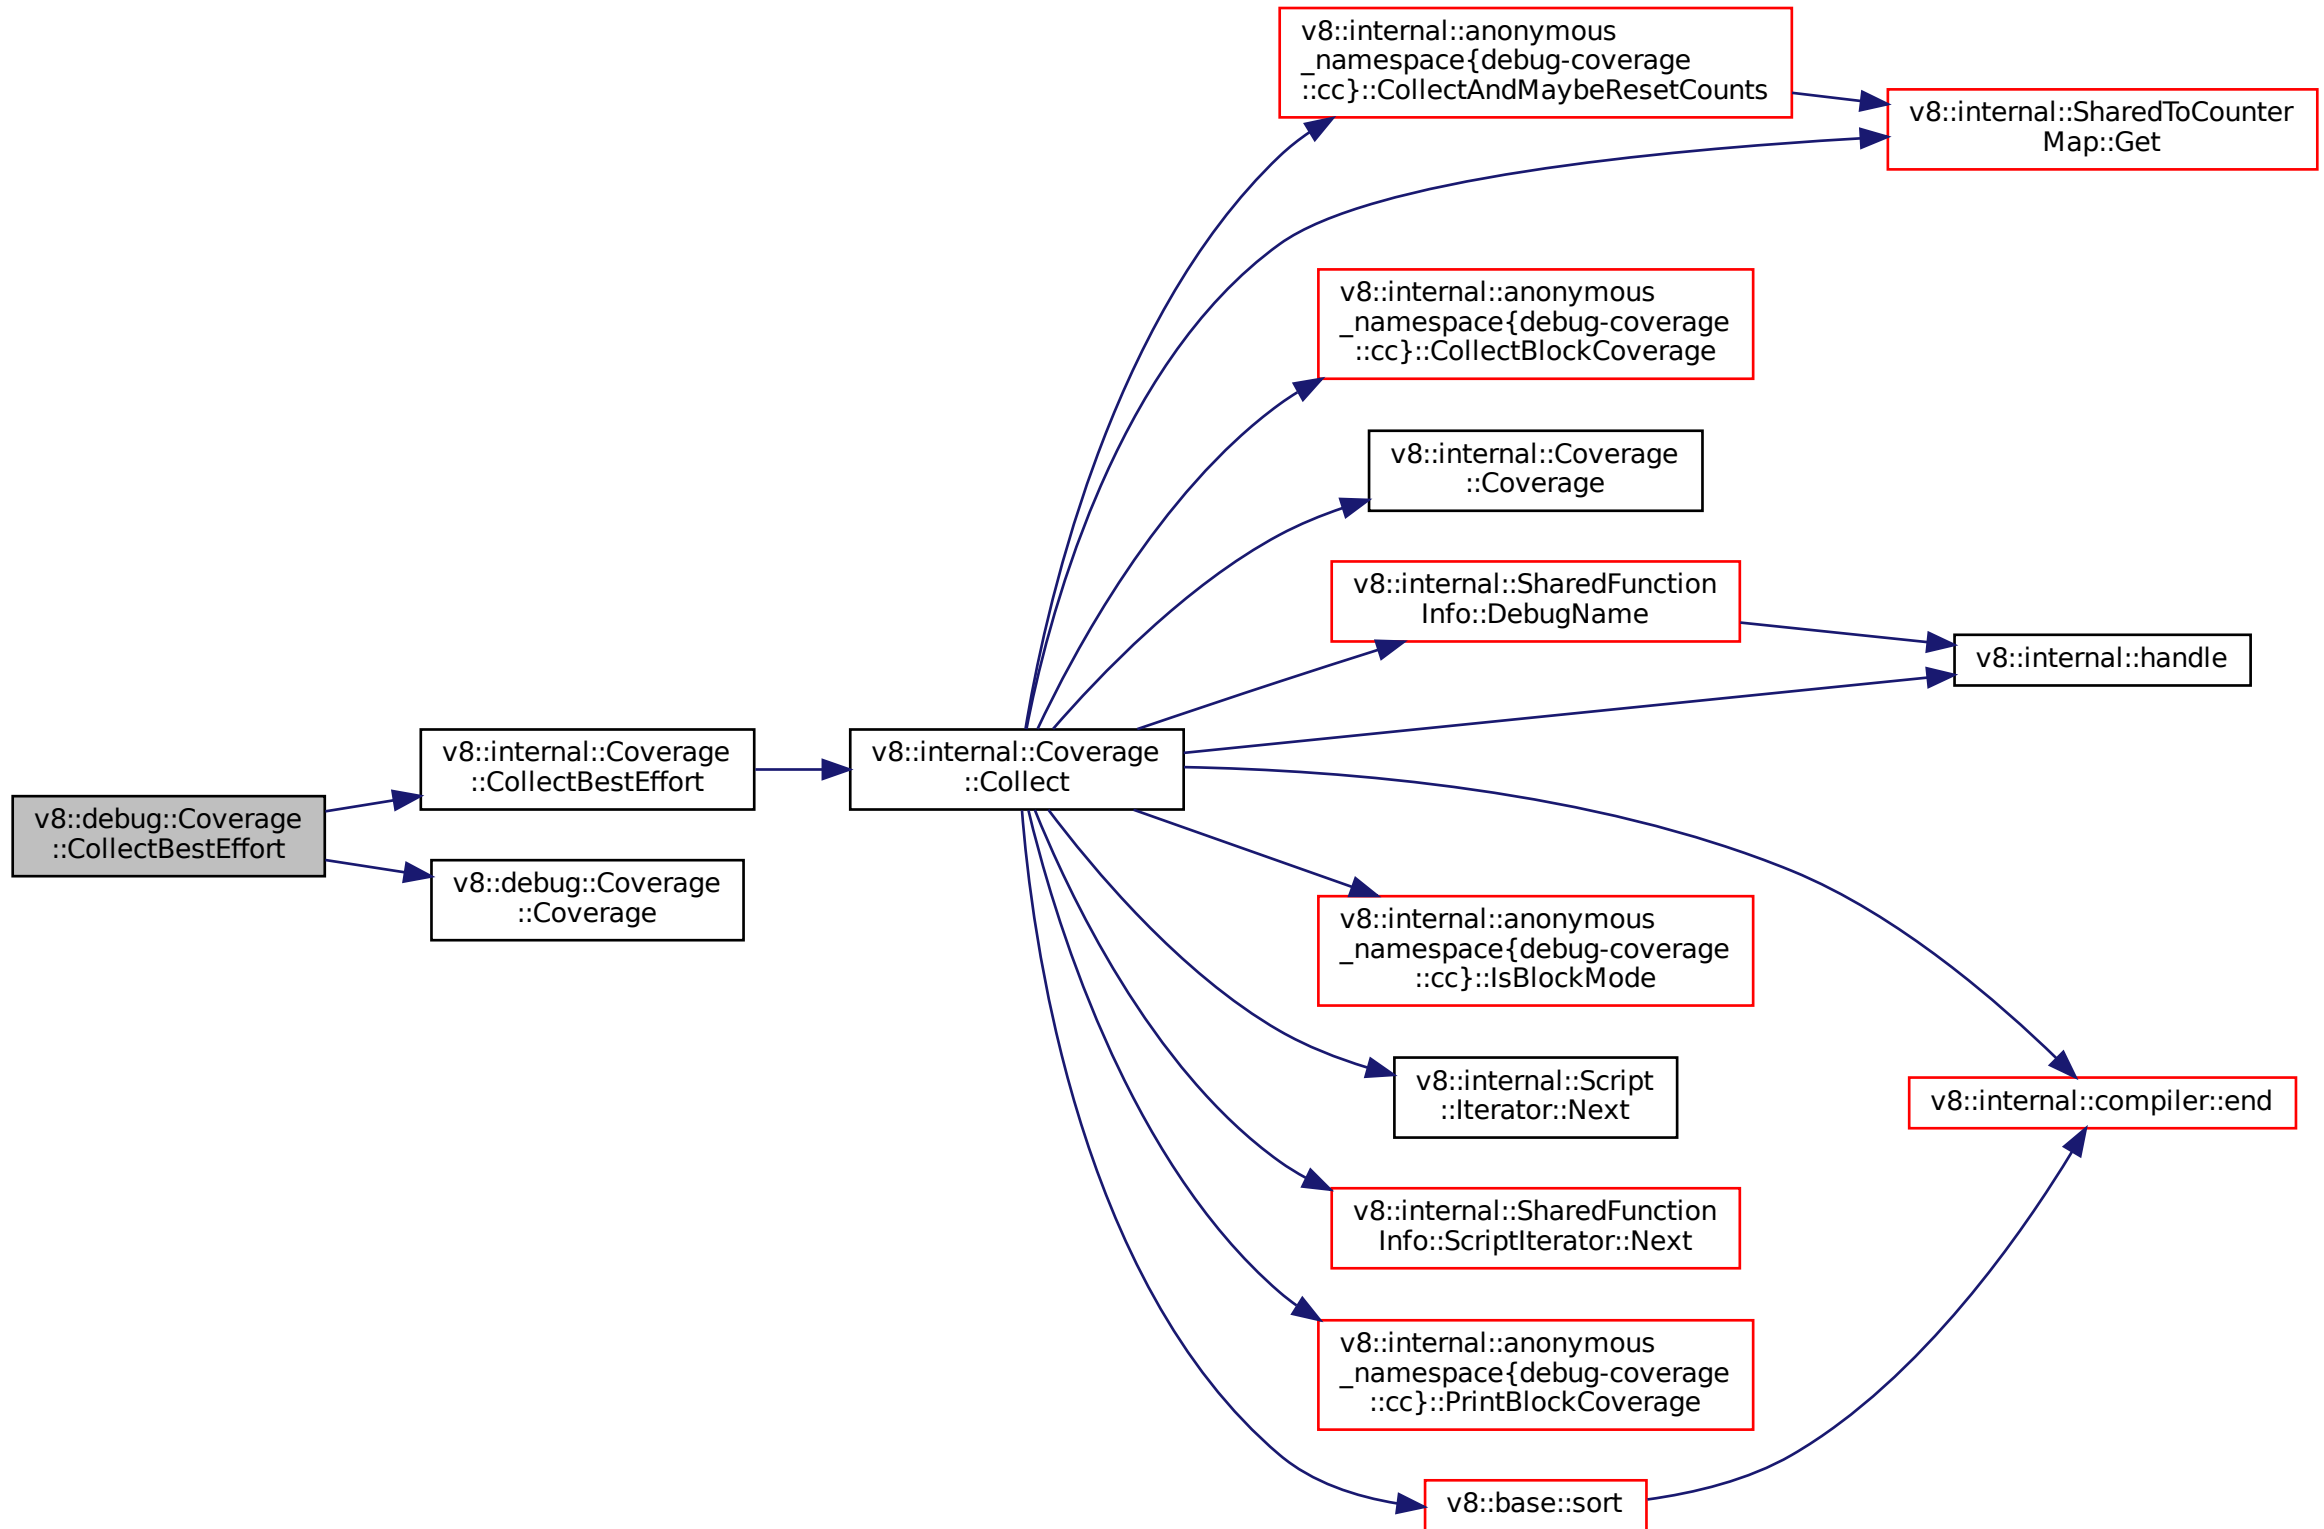 v8::debug::Coverage
::CollectBestEffort
v8::internal::Coverage
::CollectBestEffort
v8::debug::Coverage
::Coverage
v8::internal::Coverage
::Collect
v8::internal::anonymous
_namespace{debug-coverage
::cc}::CollectAndMaybeResetCounts
v8::internal::SharedToCounter
Map::Get
v8::internal::anonymous
_namespace{debug-coverage
::cc}::CollectBlockCoverage
v8::internal::Coverage
::Coverage
v8::internal::SharedFunction
Info::DebugName
v8::internal::handle
v8::internal::anonymous
_namespace{debug-coverage
::cc}::IsBlockMode
v8::internal::Script
::Iterator::Next
v8::internal::compiler::end
v8::internal::SharedFunction
Info::ScriptIterator::Next
v8::internal::anonymous
_namespace{debug-coverage
::cc}::PrintBlockCoverage
v8::base::sort